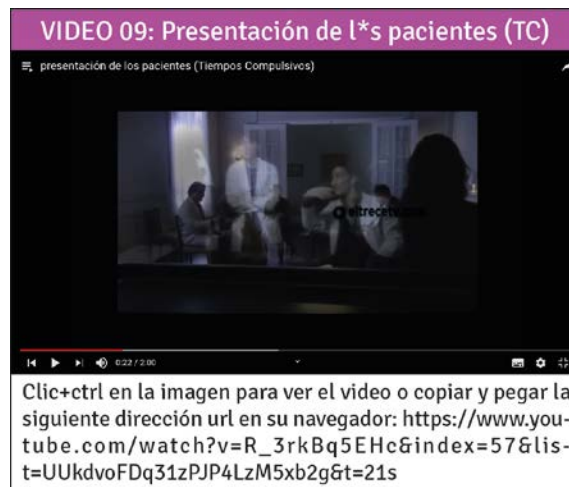 VIDEO 09: Presentación de l*s pacientes (TC)
presentación de los pacientes (Tiempos Compulsivos)
eltrecetv.com
0:22 / 2:00
Clic+ctrl en la imagen para ver el video o copiar y pegar la
siguiente dirección url en su navegador: https://www.you-
tube.com/watch?v=R_3rkBq5EHc&index=57&lis-
t=UUkdvoFDq31zPJP4LzM5xb2g&t=21s